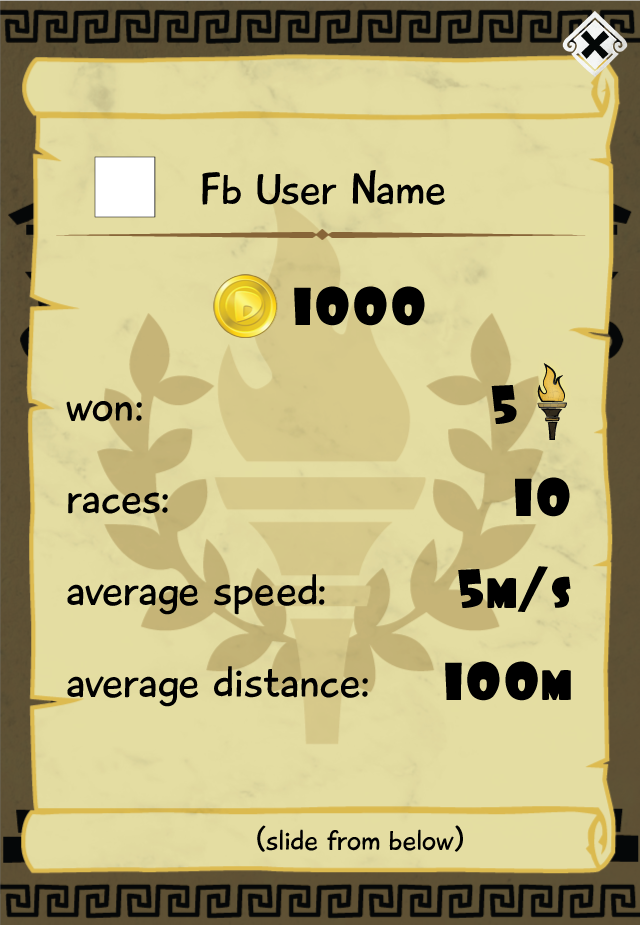 Fb User Name
1000
won: 5
races: 10
average speed: 5M/S
average distance: 100M
(slide from below)